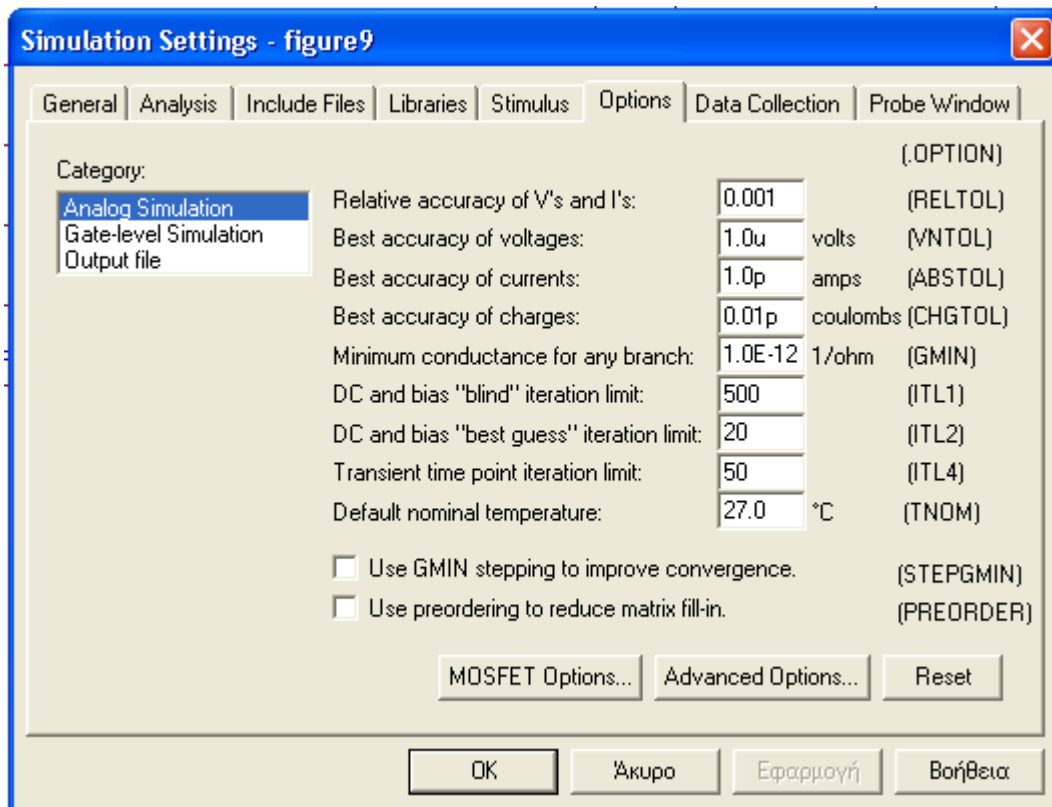 Simulation Settings - figure9
General Analysis Include Files Libraries Stimulus Options Data Collection Probe Window
(.OPTION)
Category:
Analog Simulation
Gate-level Simulation
Output file
Relative accuracy of V's and I's: 0.001 (RELTOL)
Best accuracy of voltages: 1.0u volts (VNTOL)
Best accuracy of currents: 1.0p amps (ABSTOL)
Best accuracy of charges: 0.01p coulombs (CHGTOL)
Minimum conductance for any branch: 1.0E-12 1/ohm (GMIN)
DC and bias "blind" iteration limit: 500 (ITL1)
DC and bias "best guess" iteration limit: 20 (ITL2)
Transient time point iteration limit: 50 (ITL4)
Default nominal temperature: 27.0 °C (TNOM)
Use GMIN stepping to improve convergence. (STEPGMIN)
Use preordering to reduce matrix fill-in. (PREORDER)
MOSFET Options... Advanced Options... Reset
OK Άκυρο Εφαρμογή Βοήθεια